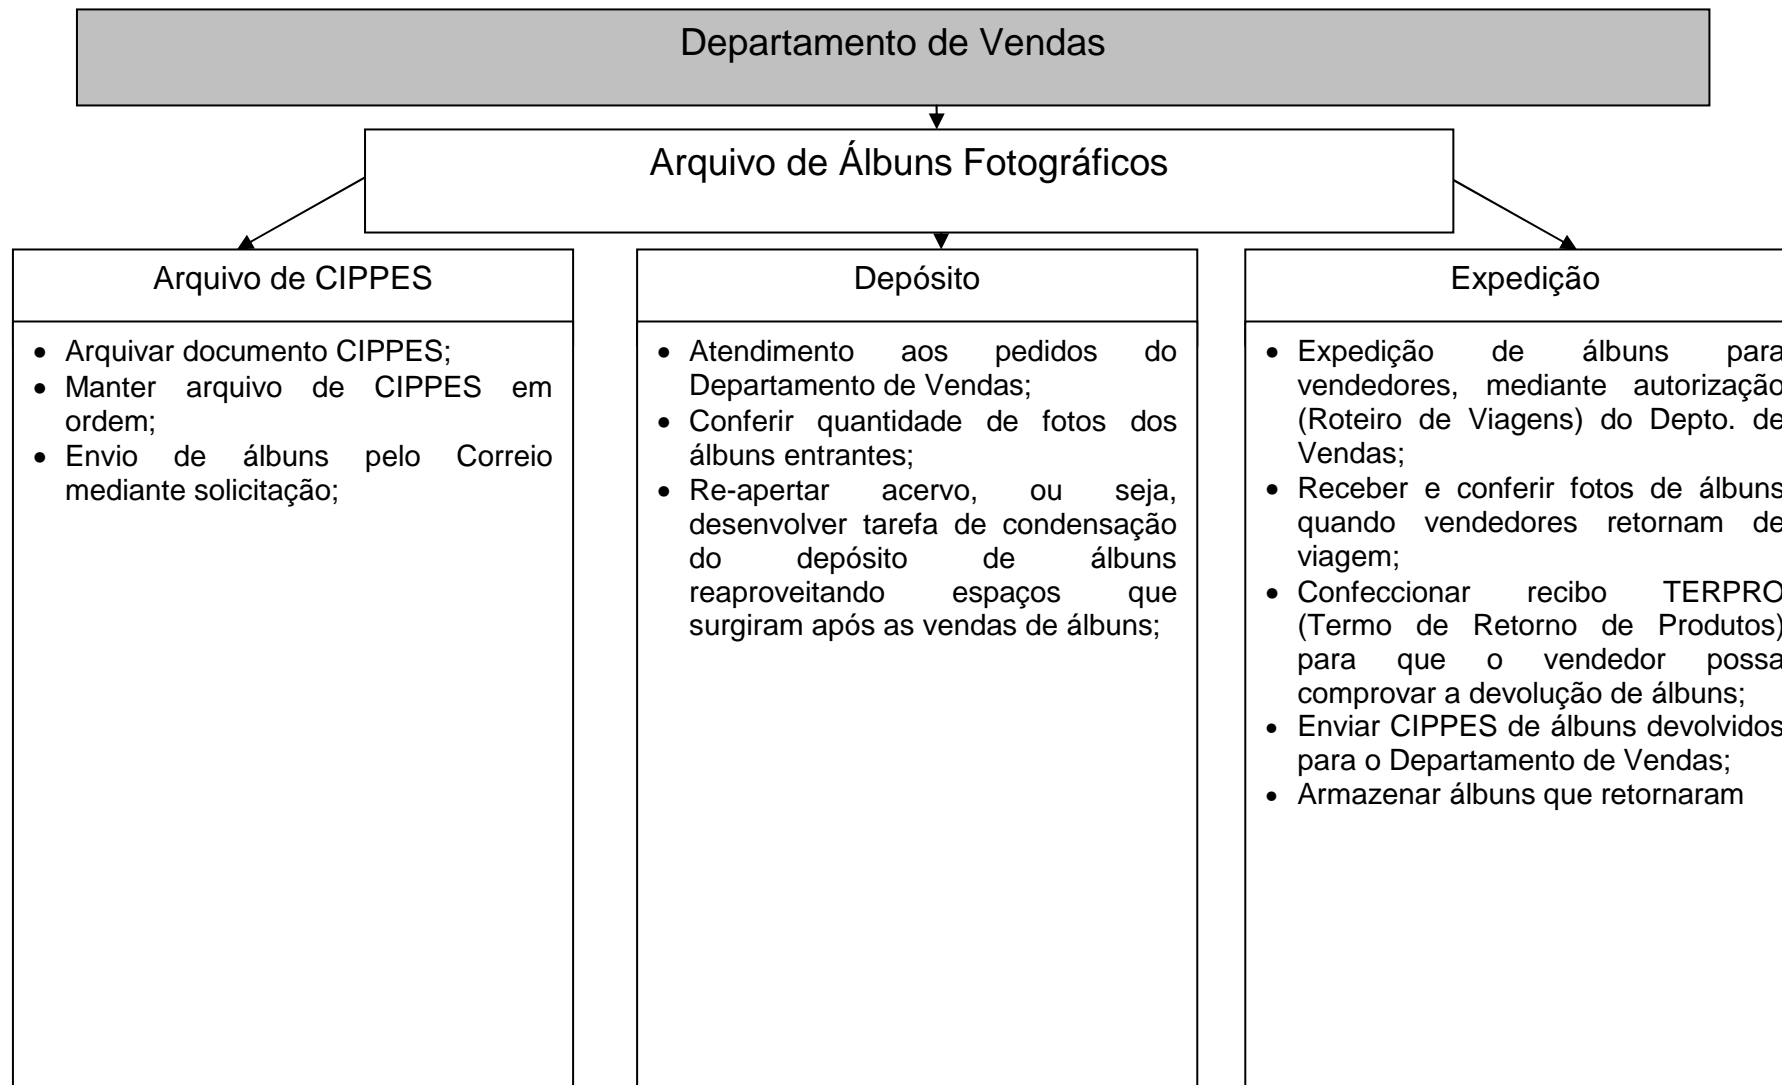 Departamento de Vendas
Arquivo de Álbuns Fotográficos
Arquivo de CIPPES
• Arquivar documento CIPPES;
• Manter arquivo de CIPPES em
ordem;
• Envio de álbuns pelo Correio
mediante solicitação;
Depósito
• Atendimento aos pedidos do
Departamento de Vendas;
• Conferir quantidade de fotos dos
álbuns entrantes;
• Re-apertar acervo, ou seja,
desenvolver tarefa de condensação
do depósito de álbuns
reaproveitando espaços que
surgiram após as vendas de álbuns;
Expedição
• Expedição de álbuns para
vendedores, mediante autorização
(Roteiro de Viagens) do Depto. de
Vendas;
• Receber e conferir fotos de álbuns
quando vendedores retornam de
viagem;
• Confeccionar recibo TERPRO
(Termo de Retorno de Produtos)
para que o vendedor possa
comprovar a devolução de álbuns;
• Enviar CIPPES de álbuns devolvidos
para o Departamento de Vendas;
• Armazenar álbuns que retornaram